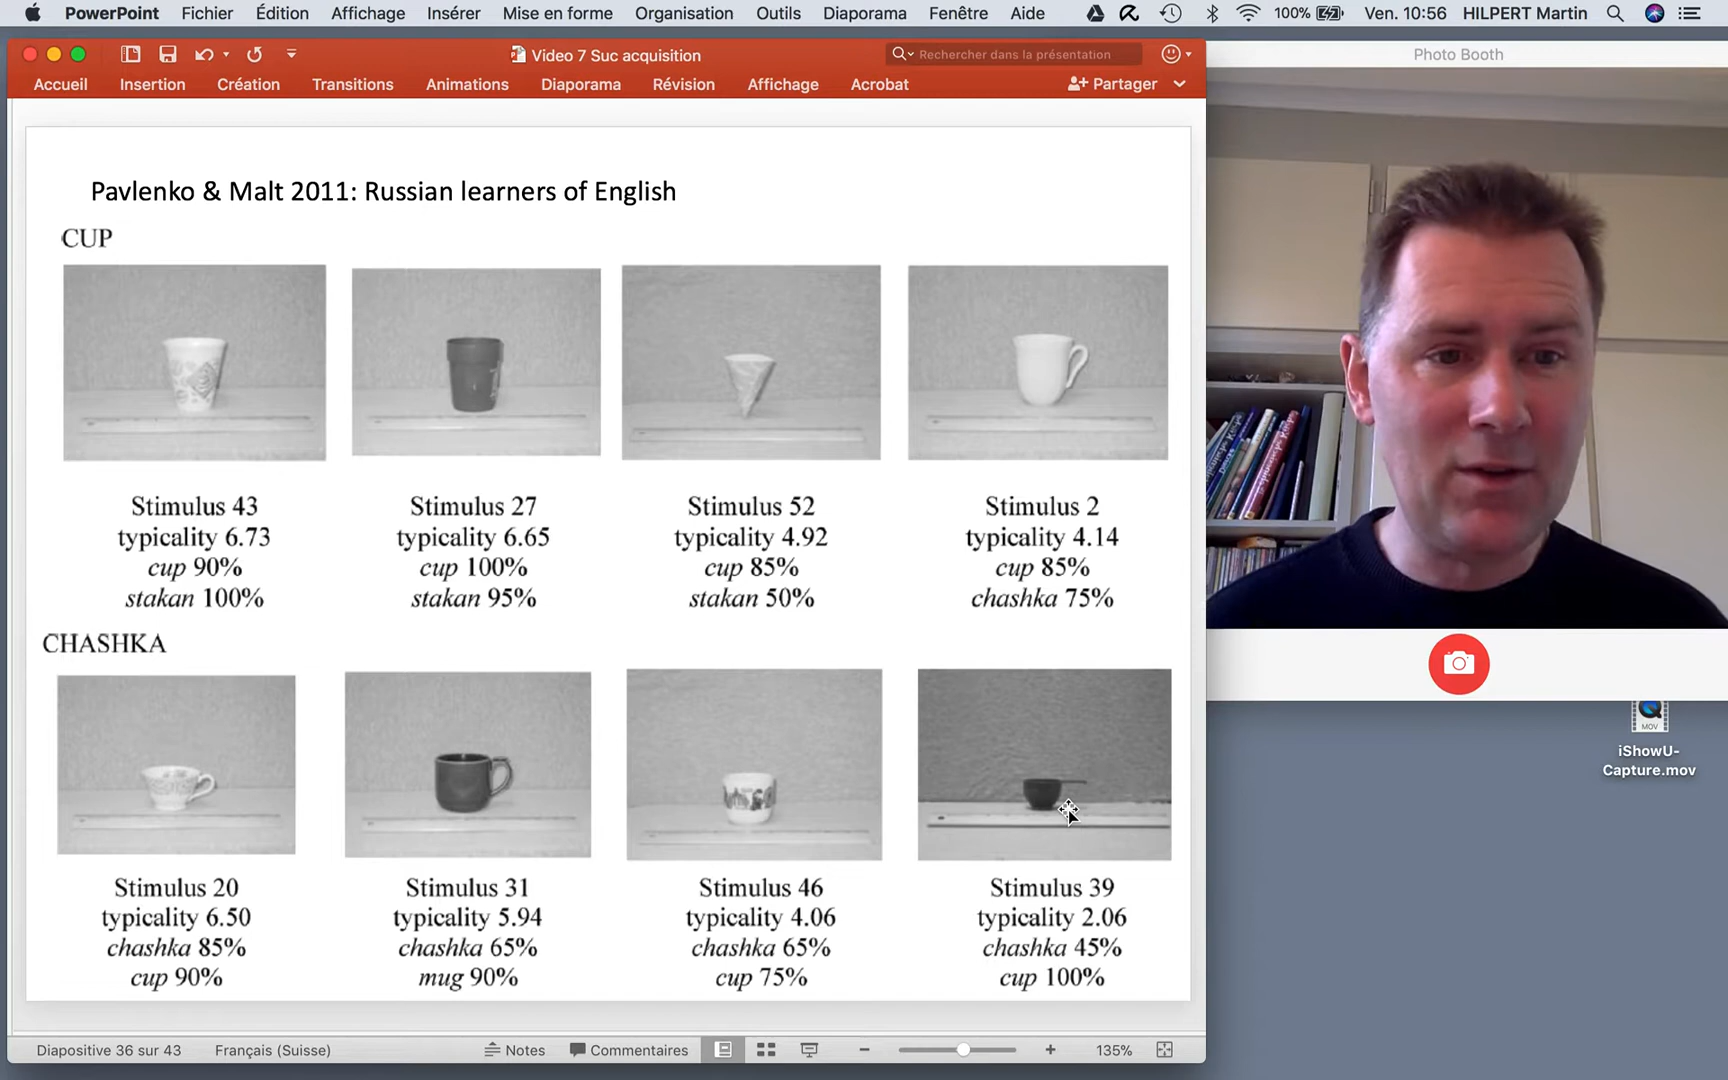 PowerPoint Fichier Édition Affichage Insérer Mise en forme Organisation Outils Diaporama Fenêtre Aide 100% Ven. 10:56 HILPERT Martin
Video 7 Suc acquisition
Rechercher dans la présentation
Photo Booth
Accueil Insertion Création Transitions Animations Diaporama Révision Affichage Acrobat Partager
Pavlenko & Malt 2011: Russian learners of English
CUP
Stimulus 43
typicality 6.73
cup 90%
stakan 100%
Stimulus 27
typicality 6.65
cup 100%
stakan 95%
Stimulus 52
typicality 4.92
cup 85%
stakan 50%
Stimulus 2
typicality 4.14
cup 85%
chashka 75%
CHASHKA
Stimulus 20
typicality 6.50
chashka 85%
cup 90%
Stimulus 31
typicality 5.94
chashka 65%
mug 90%
Stimulus 46
typicality 4.06
chashka 65%
cup 75%
Stimulus 39
typicality 2.06
chashka 45%
cup 100%
MOV
iShowU-
Capture.mov
Diapositive 36 sur 43 Français (Suisse) Notes Commentaires 135%